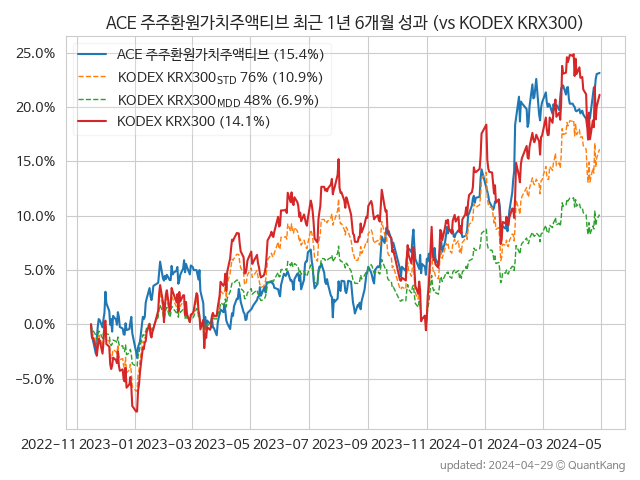 ACE 주주환원가치주액티브 최근 1년 6개월 성과 (vs KODEX KRX300)
ACE 주주환원가치주액티브 (15.4%)
KODEX KRX300STD 76% (10.9%)
KODEX KRX300MDD 48% (6.9%)
KODEX KRX300 (14.1%)
25.0%
20.0%
15.0%
10.0%
5.0%
0.0%
−5.0%
2022−11 2023−01 2023−03 2023−05 2023−07 2023−09 2023−11 2024−01 2024−03 2024−05
updated: 2024-04-29 © QuantKang